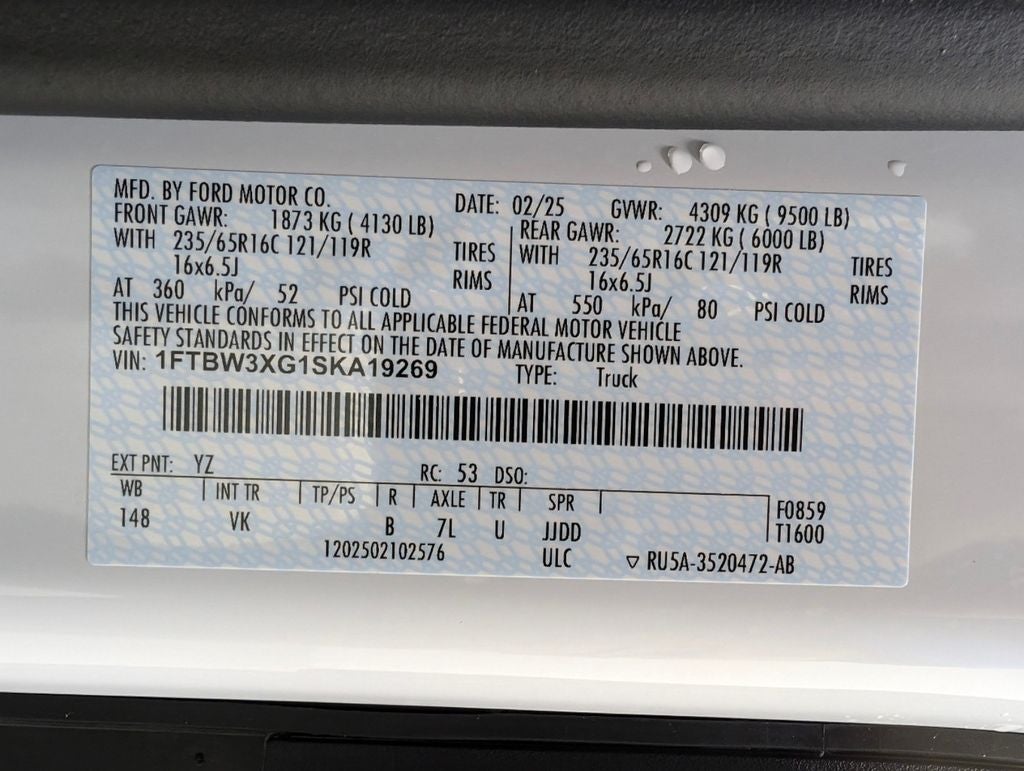 MFD. BY FORD MOTOR CO. DATE: 02/25 GVWR: 4309 KG ( 9500 LB)
FRONT GAWR: 1873 KG ( 4130 LB) REAR GAWR: 2722 KG ( 6000 LB)
WITH 235/65R16C 121/119R TIRES WITH 235/65R16C 121/119R TIRES
16x6.5J RIMS 16x6.5J RIMS
AT 360 kPa/ 52 PSI COLD AT 550 kPa/ 80 PSI COLD
THIS VEHICLE CONFORMS TO ALL APPLICABLE FEDERAL MOTOR VEHICLE
SAFETY STANDARDS IN EFFECT ON THE DATE OF MANUFACTURE SHOWN ABOVE.
VIN: 1FTBW3XG1SKA19269 TYPE: Truck
EXT PNT: YZ RC: 53 DSO:
WB INT TR TP/PS R AXLE TR SPR F0859
148 VK B 7L U JJDD T1600
1202502102576 ULC ▽ RU5A-3520472-AB